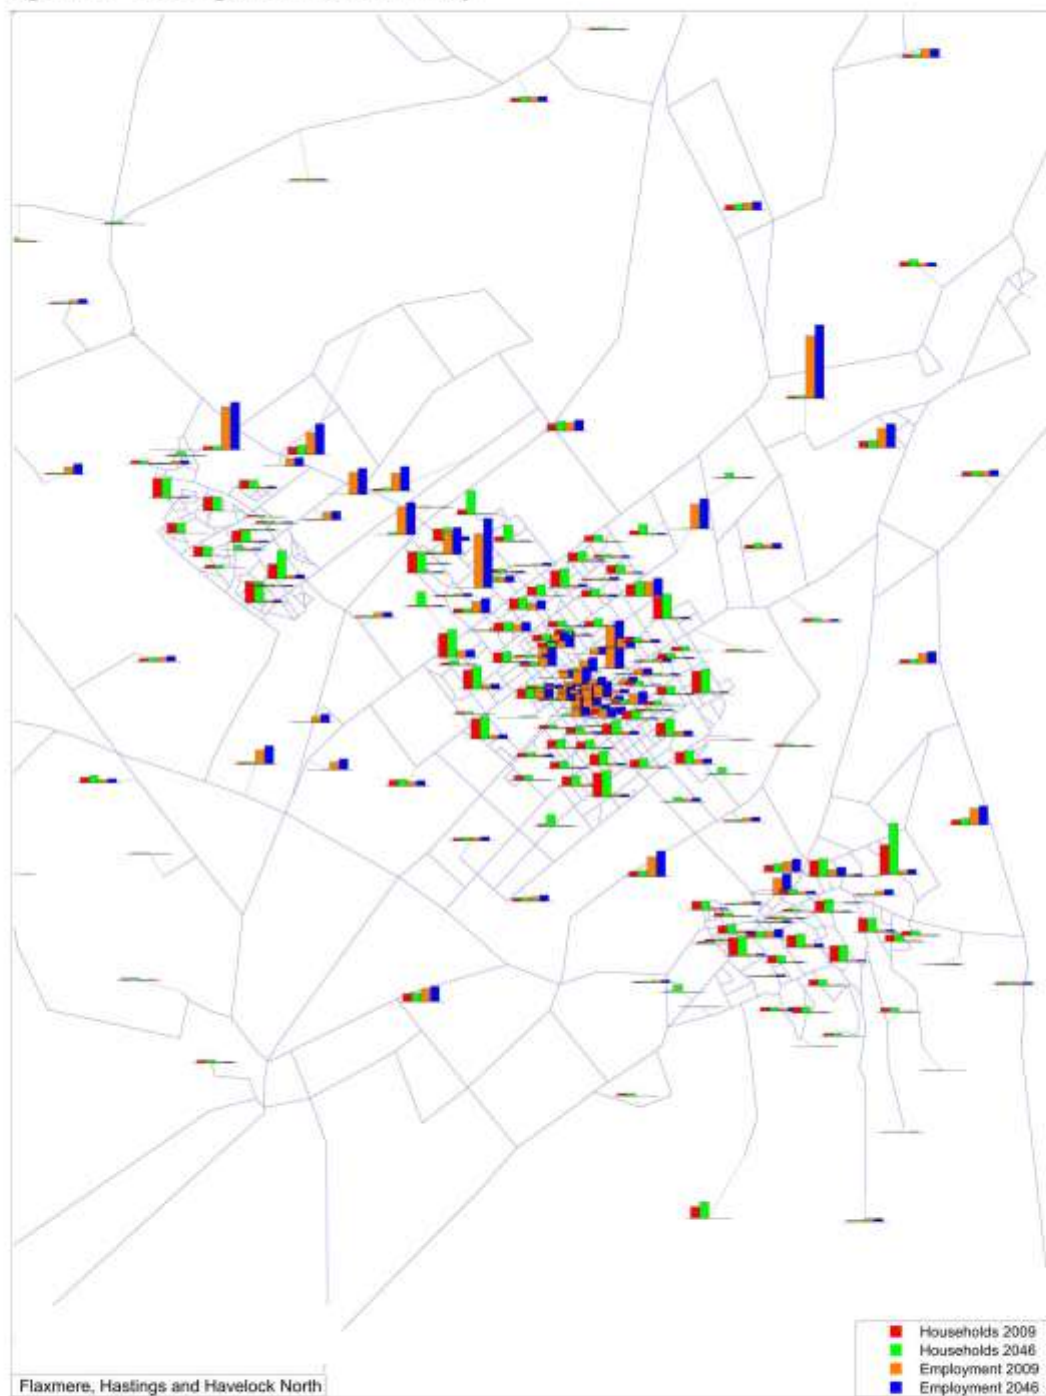 Households 2009
Households 2046
Employment 2009
Employment 2046
Flaxmere, Hastings and Havelock North